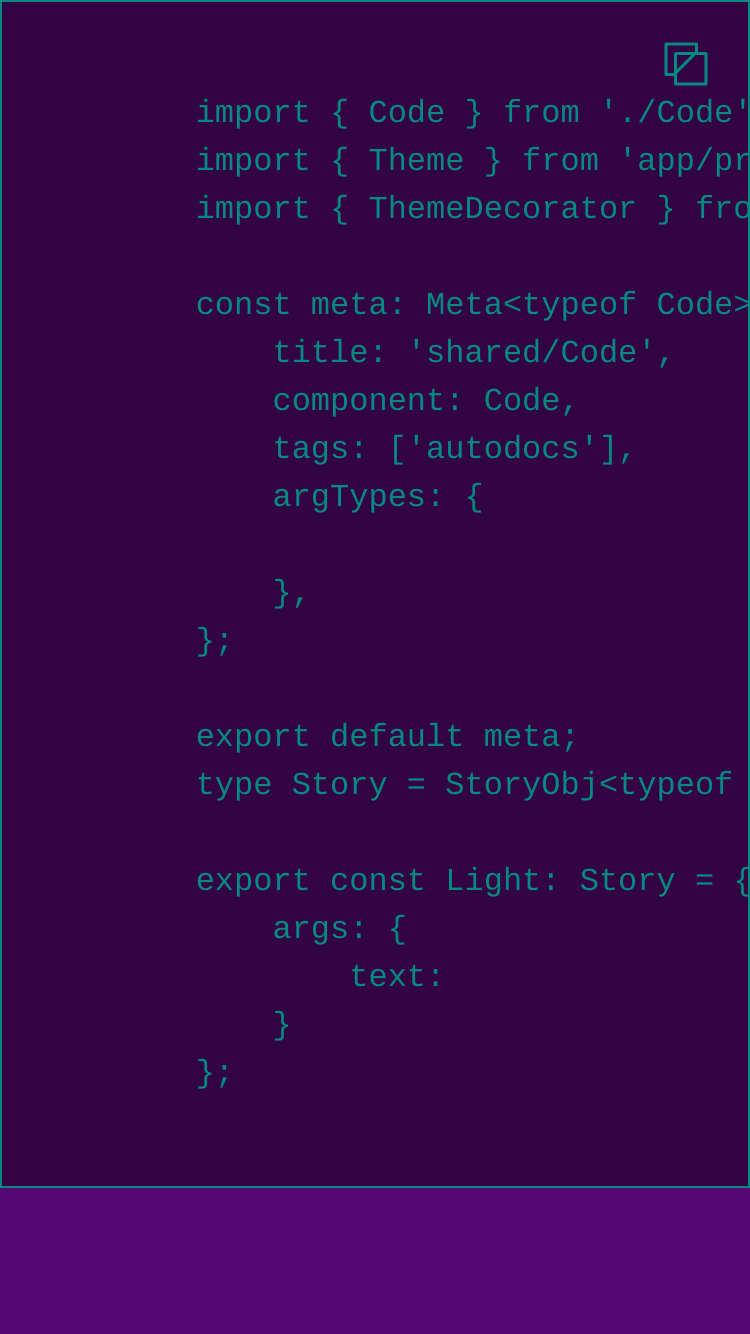 import { Code } from './Code'
import { Theme } from 'app/pr
import { ThemeDecorator } fro
const meta: Meta<typeof Code>
title: 'shared/Code',
component: Code,
tags: ['autodocs'],
argTypes: {
},
};
export default meta;
type Story = StoryObj<typeof
export const Light: Story = {
args: {
text:
}
};